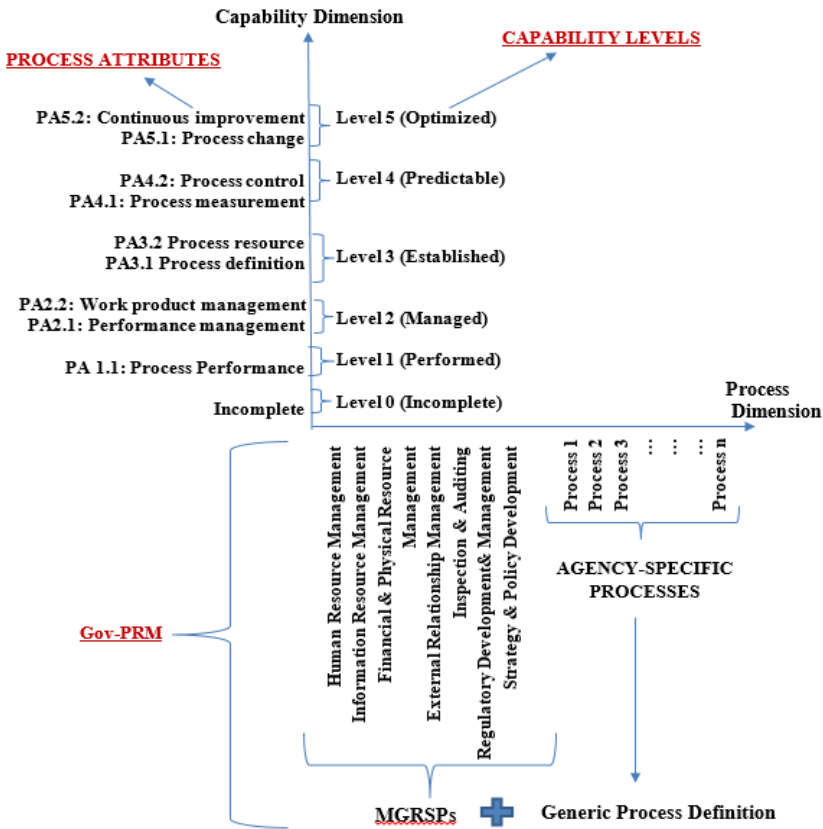 Capability Dimension
CAPABILITY LEVELS
PROCESS ATTRIBUTES
PA5.2: Continuous improvement
PA5.1: Process change
Level 5 (Optimized)
PA4.2: Process control
PA4.1: Process measurement
Level 4 (Predictable)
PA3.2 Process resource
PA3.1 Process definition
Level 3 (Established)
PA2.2: Work product management
PA2.1: Performance management
Level 2 (Managed)
PA 1.1: Process Performance
Level 1 (Performed)
Incomplete
Level 0 (Incomplete)
Process
Dimension
Human Resource Management
Information Resource Management
Financial & Physical Resource
Management
External Relationship Management
Inspection & Auditing
Regulatory Development& Management
Strategy & Policy Development
Process 1
Process 2
Process 3
...
...
...
Process n
AGENCY-SPECIFIC
PROCESSES
Gov-PRM
MGRSPs
Generic Process Definition